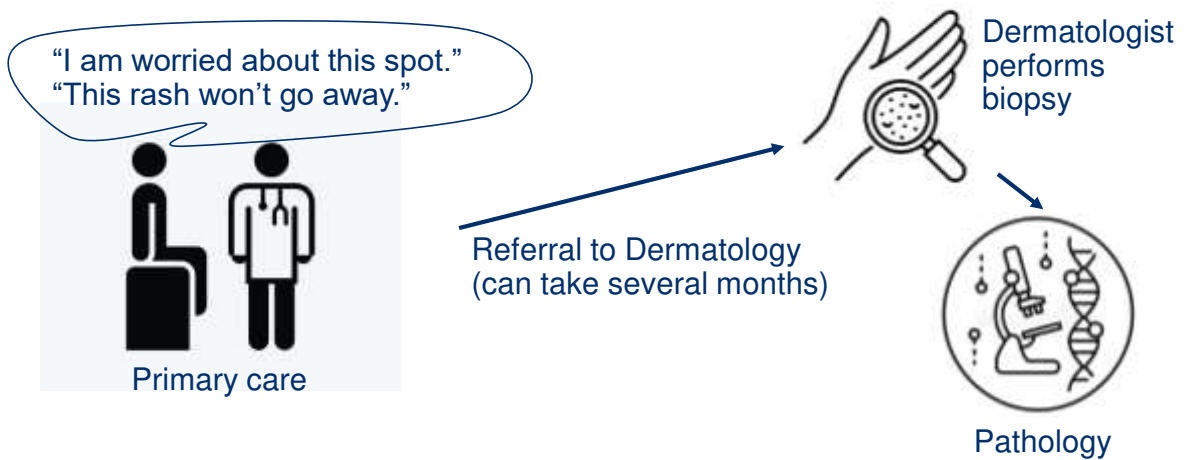 “I am worried about this spot.”
“This rash won’t go away.”
Primary care
Referral to Dermatology
(can take several months)
Dermatologist
performs
biopsy
Pathology